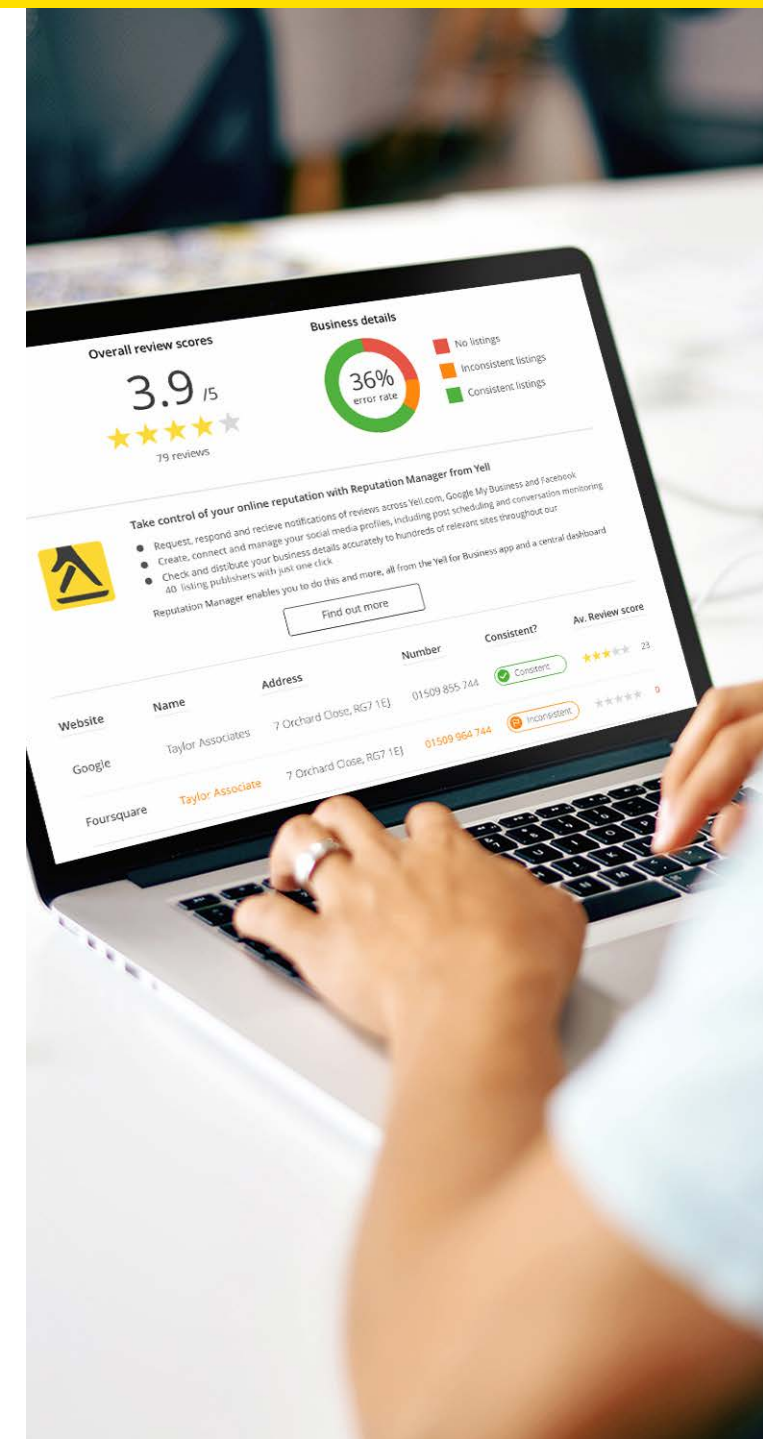 Overall review scores
3.9 /5
79 reviews
Business details
36%
error rate
No listings
Inconsistent listings
Consistent listings
Take control of your online reputation with Reputation Manager from Yell
Request, respond and recieve notifications of reviews across Yell.com, Google My Business and Facebook
Create, connect and manage your social media profiles, including post scheduling and conversation monitoring
Check and distibute your business details accurately to hundreds of relevant sites throughout our
40 listing publishers with just one click
Reputation Manager enables you to do this and more, all from the Yell for Business app and a central dashboard
Find out more
Website Name Address Number Consistent? Av. Review score
Google Taylor Associates 7 Orchard Close, RG7 1EJ 01509 855 744 Consitent 23
Foursquare Taylor Associate 7 Orchard Close, RG7 1EJ 01509 964 744 Inconsistent 0